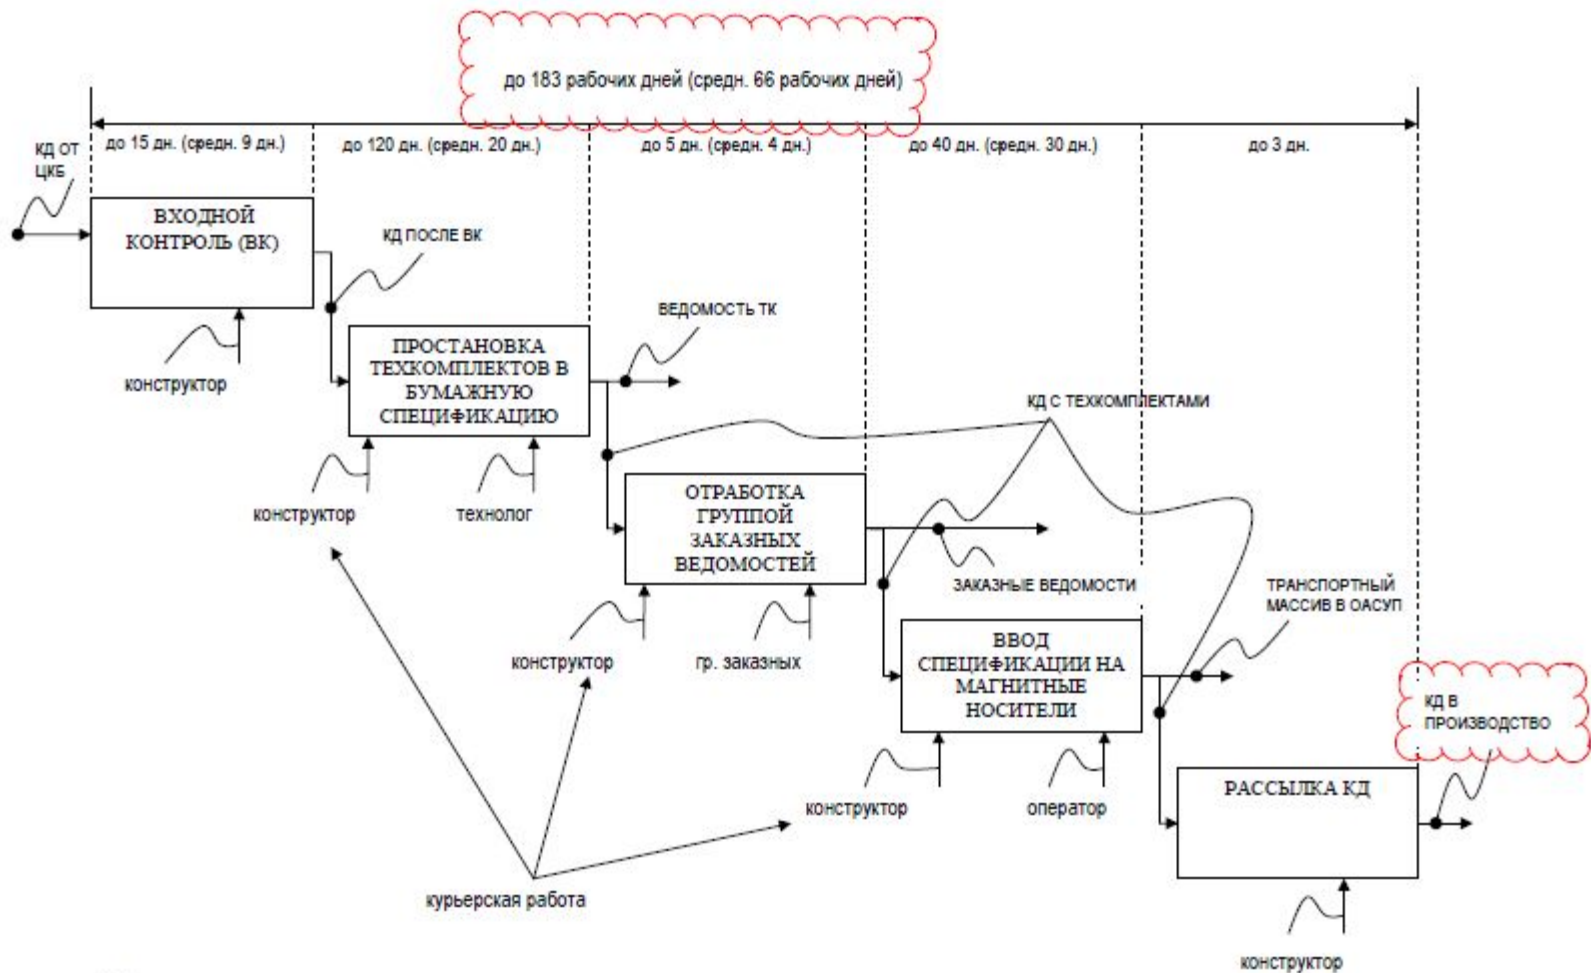 до 183 рабочих дней (средн. 66 рабочих дней)
до 15 дн. (средн. 9 дн.)
до 120 дн. (средн. 20 дн.)
до 5 дн. (средн. 4 дн.)
до 40 дн. (средн. 30 дн.)
до 3 дн.
КД ОТ
ЦКБ
ВХОДНОЙ
КОНТРОЛЬ (ВК)
КД ПОСЛЕ ВК
конструктор
ВЕДОМОСТЬ ТК
ПРОСТАНОВКА
ТЕХКОМПЛЕКТОВ В
БУМАЖНУЮ
СПЕЦИФИКАЦИЮ
КД С ТЕХКОМПЛЕКТАМИ
конструктор
технолог
ОТРАБОТКА
ГРУППОЙ
ЗАКАЗНЫХ
ВЕДОМОСТЕЙ
ЗАКАЗНЫЕ ВЕДОМОСТИ
ТРАНСПОРТНЫЙ
МАССИВ В ОАСУП
конструктор
гр. заказных
ВВОД
СПЕЦИФИКАЦИИ НА
МАГНИТНЫЕ
НОСИТЕЛИ
КД В
ПРОИЗВОДСТВО
конструктор
оператор
РАССЫЛКА КД
курьерская работа
конструктор